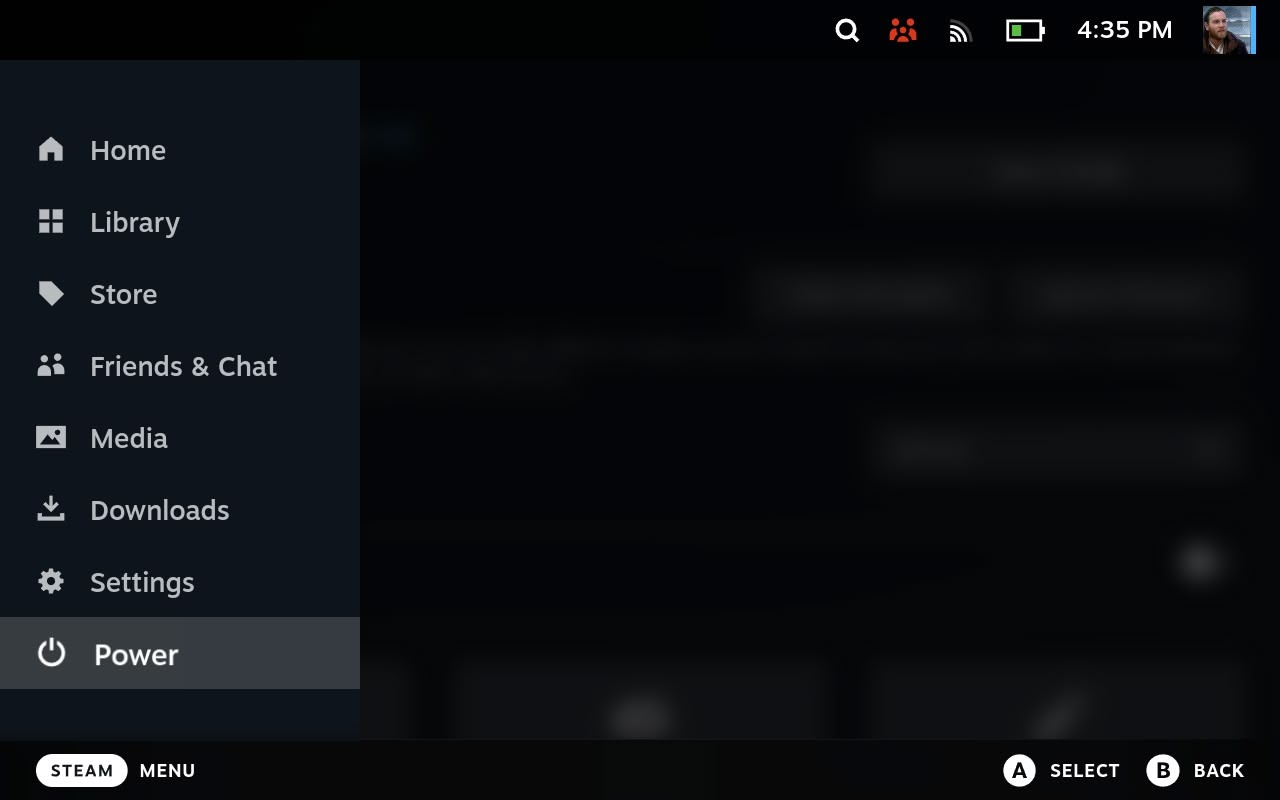 4:35 PM
Home
Library
Store
Friends & Chat
Media
Downloads
Settings
Power
STEAM MENU
A SELECT B BACK